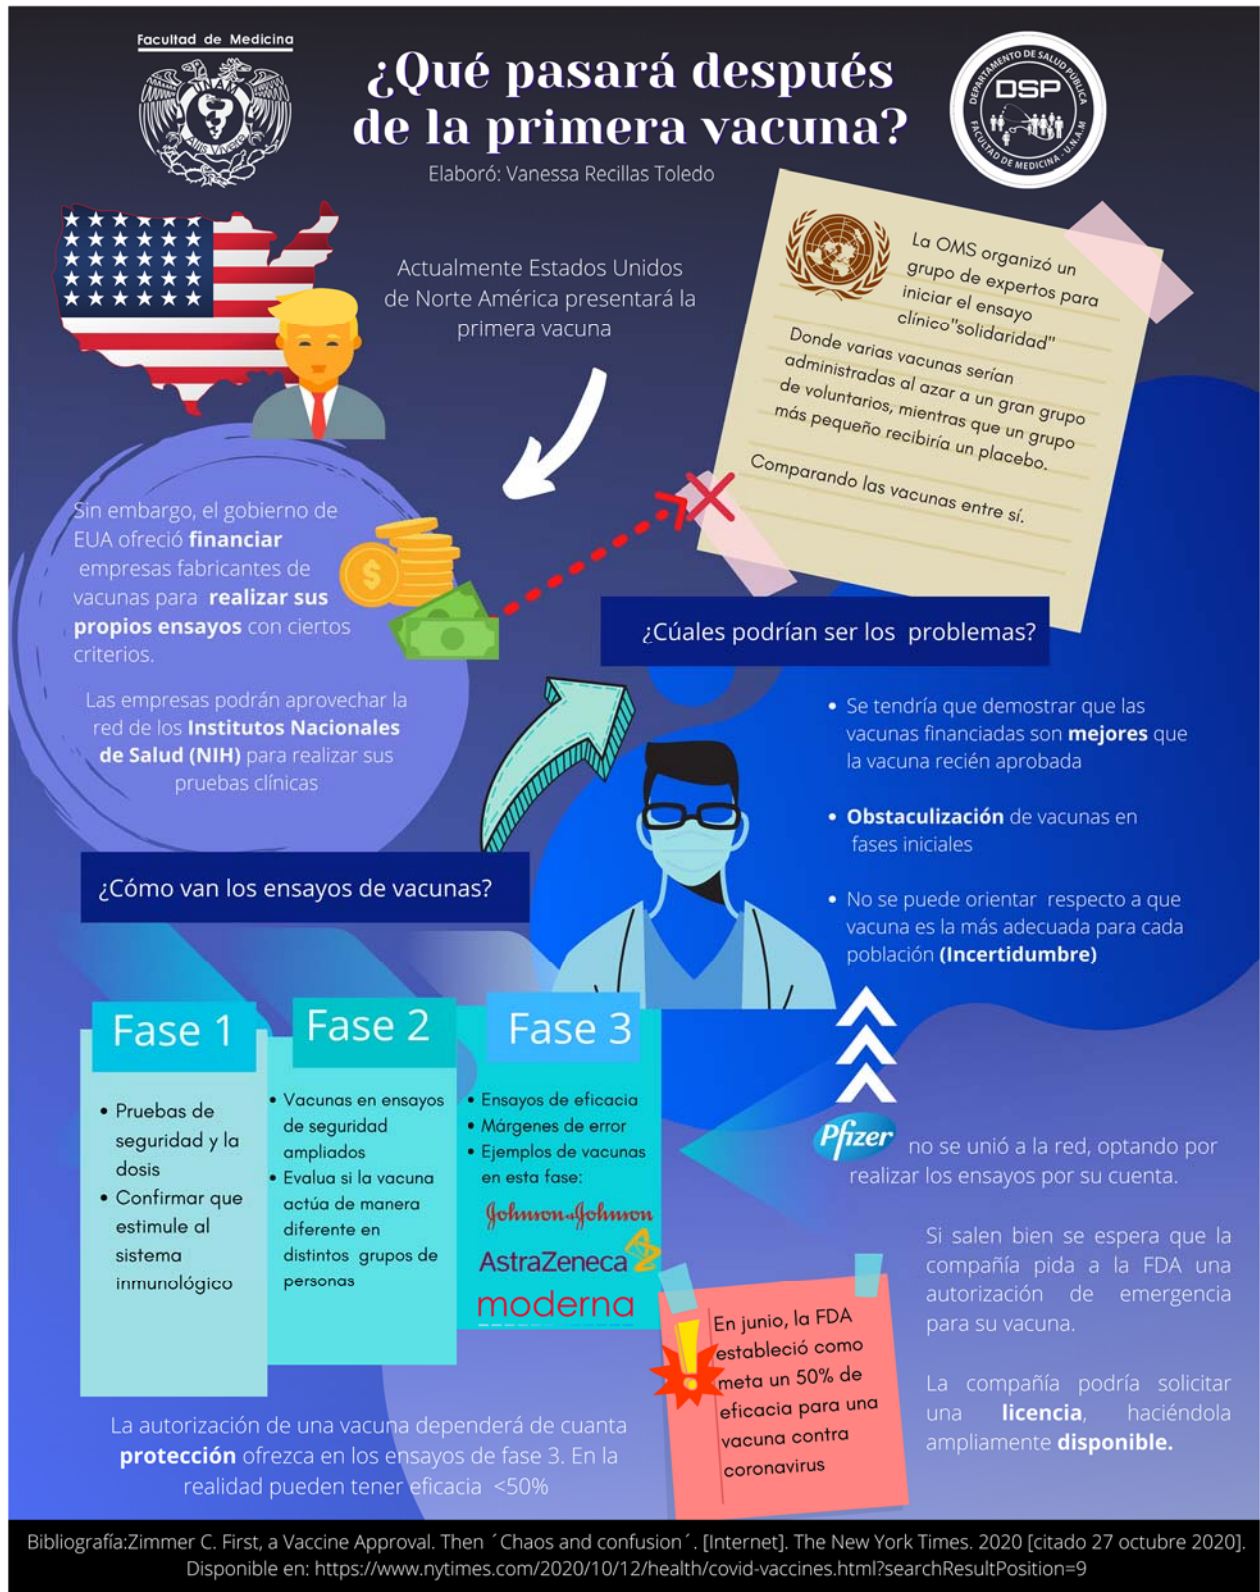 Facultad de Medicina
UNAM
Aliis Vivere
¿Qué pasará después
de la primera vacuna?
Elaboró: Vanessa Recillas Toledo
DEPARTAMENTO DE SALUD PÚBLICA
DSP
FACULTAD DE MEDICINA - U.N.A.M
Actualmente Estados Unidos
de Norte América presentará la
primera vacuna
La OMS organizó un
grupo de expertos para
iniciar el ensayo
clínico"solidaridad"
Donde varias vacunas serían
administradas al azar a un gran grupo
de voluntarios, mientras que un grupo
más pequeño recibiría un placebo.
Comparando las vacunas entre sí.
Sin embargo, el gobierno de
EUA ofreció financiar
empresas fabricantes de
vacunas para realizar sus
propios ensayos con ciertos
criterios.
$
Las empresas podrán aprovechar la
red de los Institutos Nacionales
de Salud (NIH) para realizar sus
pruebas clínicas
¿Cúales podrían ser los problemas?
• Se tendría que demostrar que las
vacunas financiadas son mejores que
la vacuna recién aprobada
• Obstaculización de vacunas en
fases iniciales
• No se puede orientar respecto a que
vacuna es la más adecuada para cada
población (Incertidumbre)
¿Cómo van los ensayos de vacunas?
Fase 1
• Pruebas de
seguridad y la
dosis
• Confirmar que
estimule al
sistema
inmunológico
Fase 2
• Vacunas en ensayos
de seguridad
ampliados
• Evalua si la vacuna
actúa de manera
diferente en
distintos grupos de
personas
Fase 3
• Ensayos de eficacia
• Márgenes de error
• Ejemplos de vacunas
en esta fase:
Johnson&Johnson
AstraZeneca
moderna
Pfizer no se unió a la red, optando por
realizar los ensayos por su cuenta.
Si salen bien se espera que la
compañía pida a la FDA una
autorización de emergencia
para su vacuna.
La compañía podría solicitar
una licencia, haciéndola
ampliamente disponible.
En junio, la FDA
estableció como
meta un 50% de
eficacia para una
vacuna contra
coronavirus
La autorización de una vacuna dependerá de cuanta
protección ofrezca en los ensayos de fase 3. En la
realidad pueden tener eficacia <50%
Bibliografía:Zimmer C. First, a Vaccine Approval. Then ´Chaos and confusion´. [Internet]. The New York Times. 2020 [citado 27 octubre 2020].
Disponible en: https://www.nytimes.com/2020/10/12/health/covid-vaccines.html?searchResultPosition=9